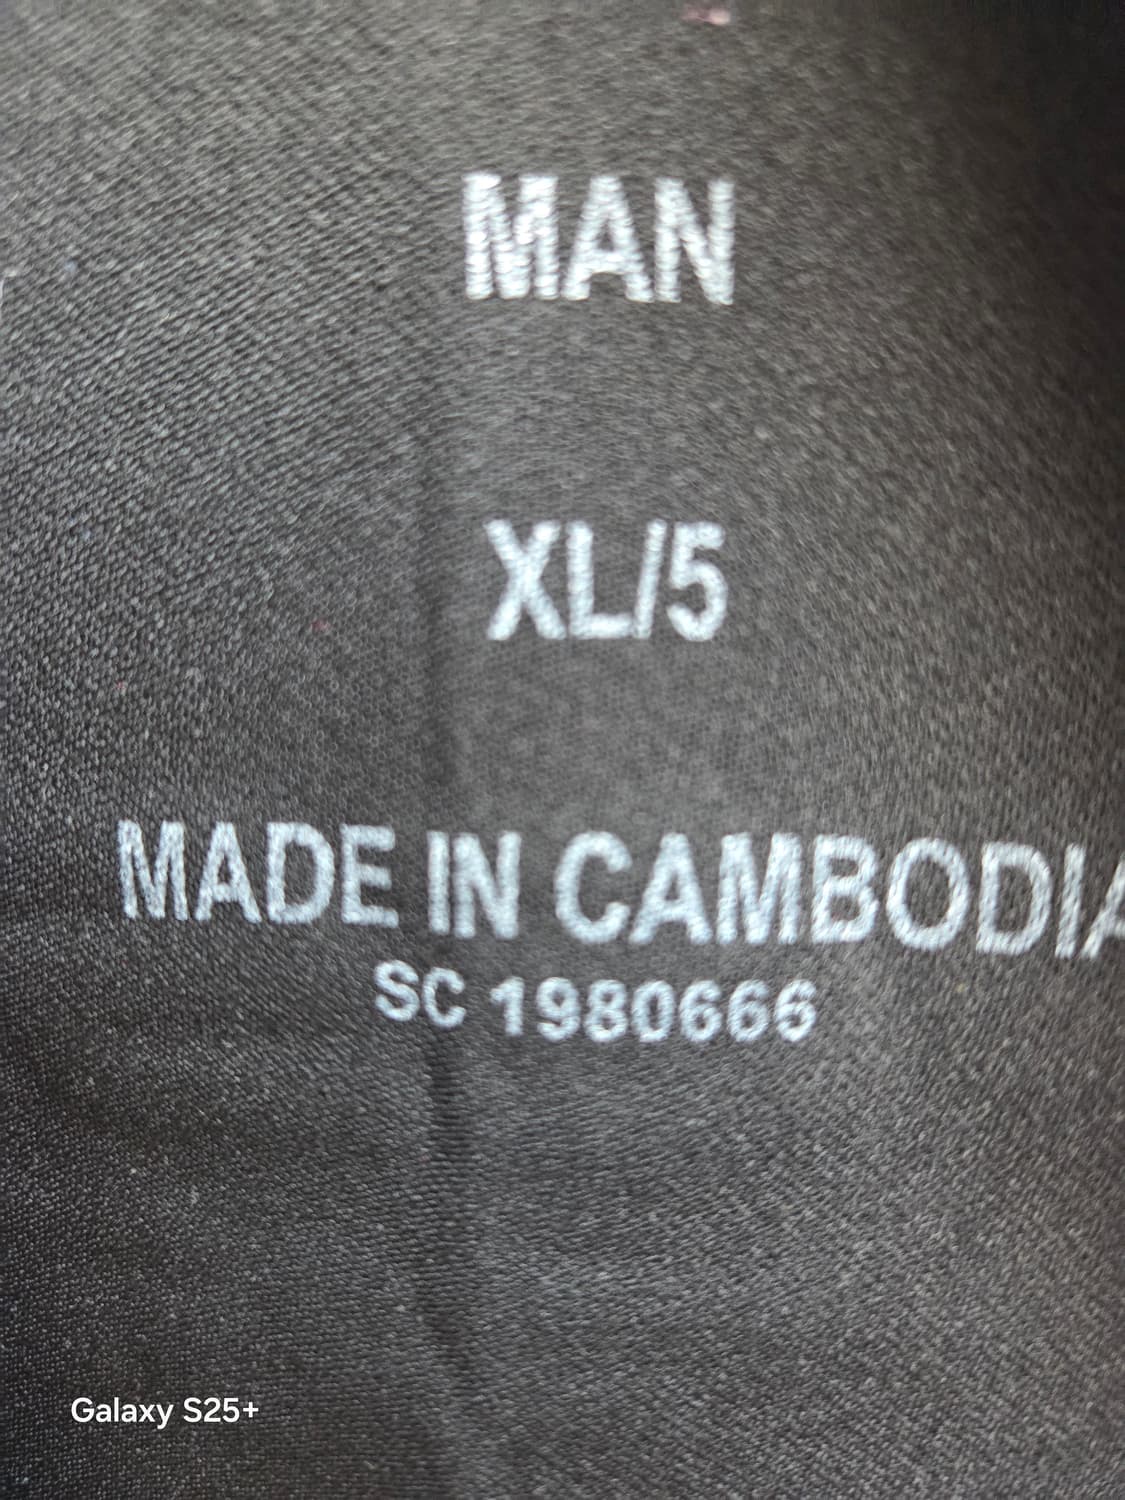 MAN
XL/5
MADE IN CAMBODIA
SC 1980666
Galaxy S25+